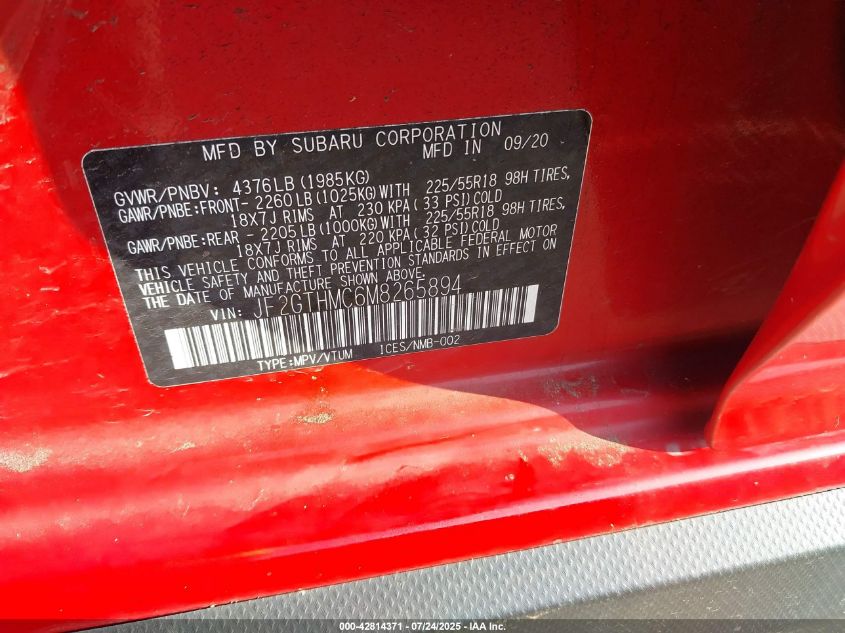 MFD BY SUBARU CORPORATION
MFD IN 09/20
GVWR/PNBV: 4376LB(1985KG)
GAWR/PNBE:FRONT- 2260LB(1025KG)WITH 225/55R18 98H TIRES,
18X7J RIMS AT 230 KPA( 33 PSI)COLD
GAWR/PNBE:REAR - 2205LB(1000KG)WITH 225/55R18 98H TIRES,
18X7J RIMS AT 220 KPA( 32 PSI)COLD
THIS VEHICLE CONFORMS TO ALL APPLICABLE FEDERAL MOTOR
VEHICLE SAFETY AND THEFT PREVENTION STANDARDS IN EFFECT ON
THE DATE OF MANUFACTURE SHOWN ABOVE.
VIN: JF2GTHMC6M8265894
TYPE:MPV/VTUM ICES/NMB-002
000-42814371 - 07/24/2025 - IAA Inc.